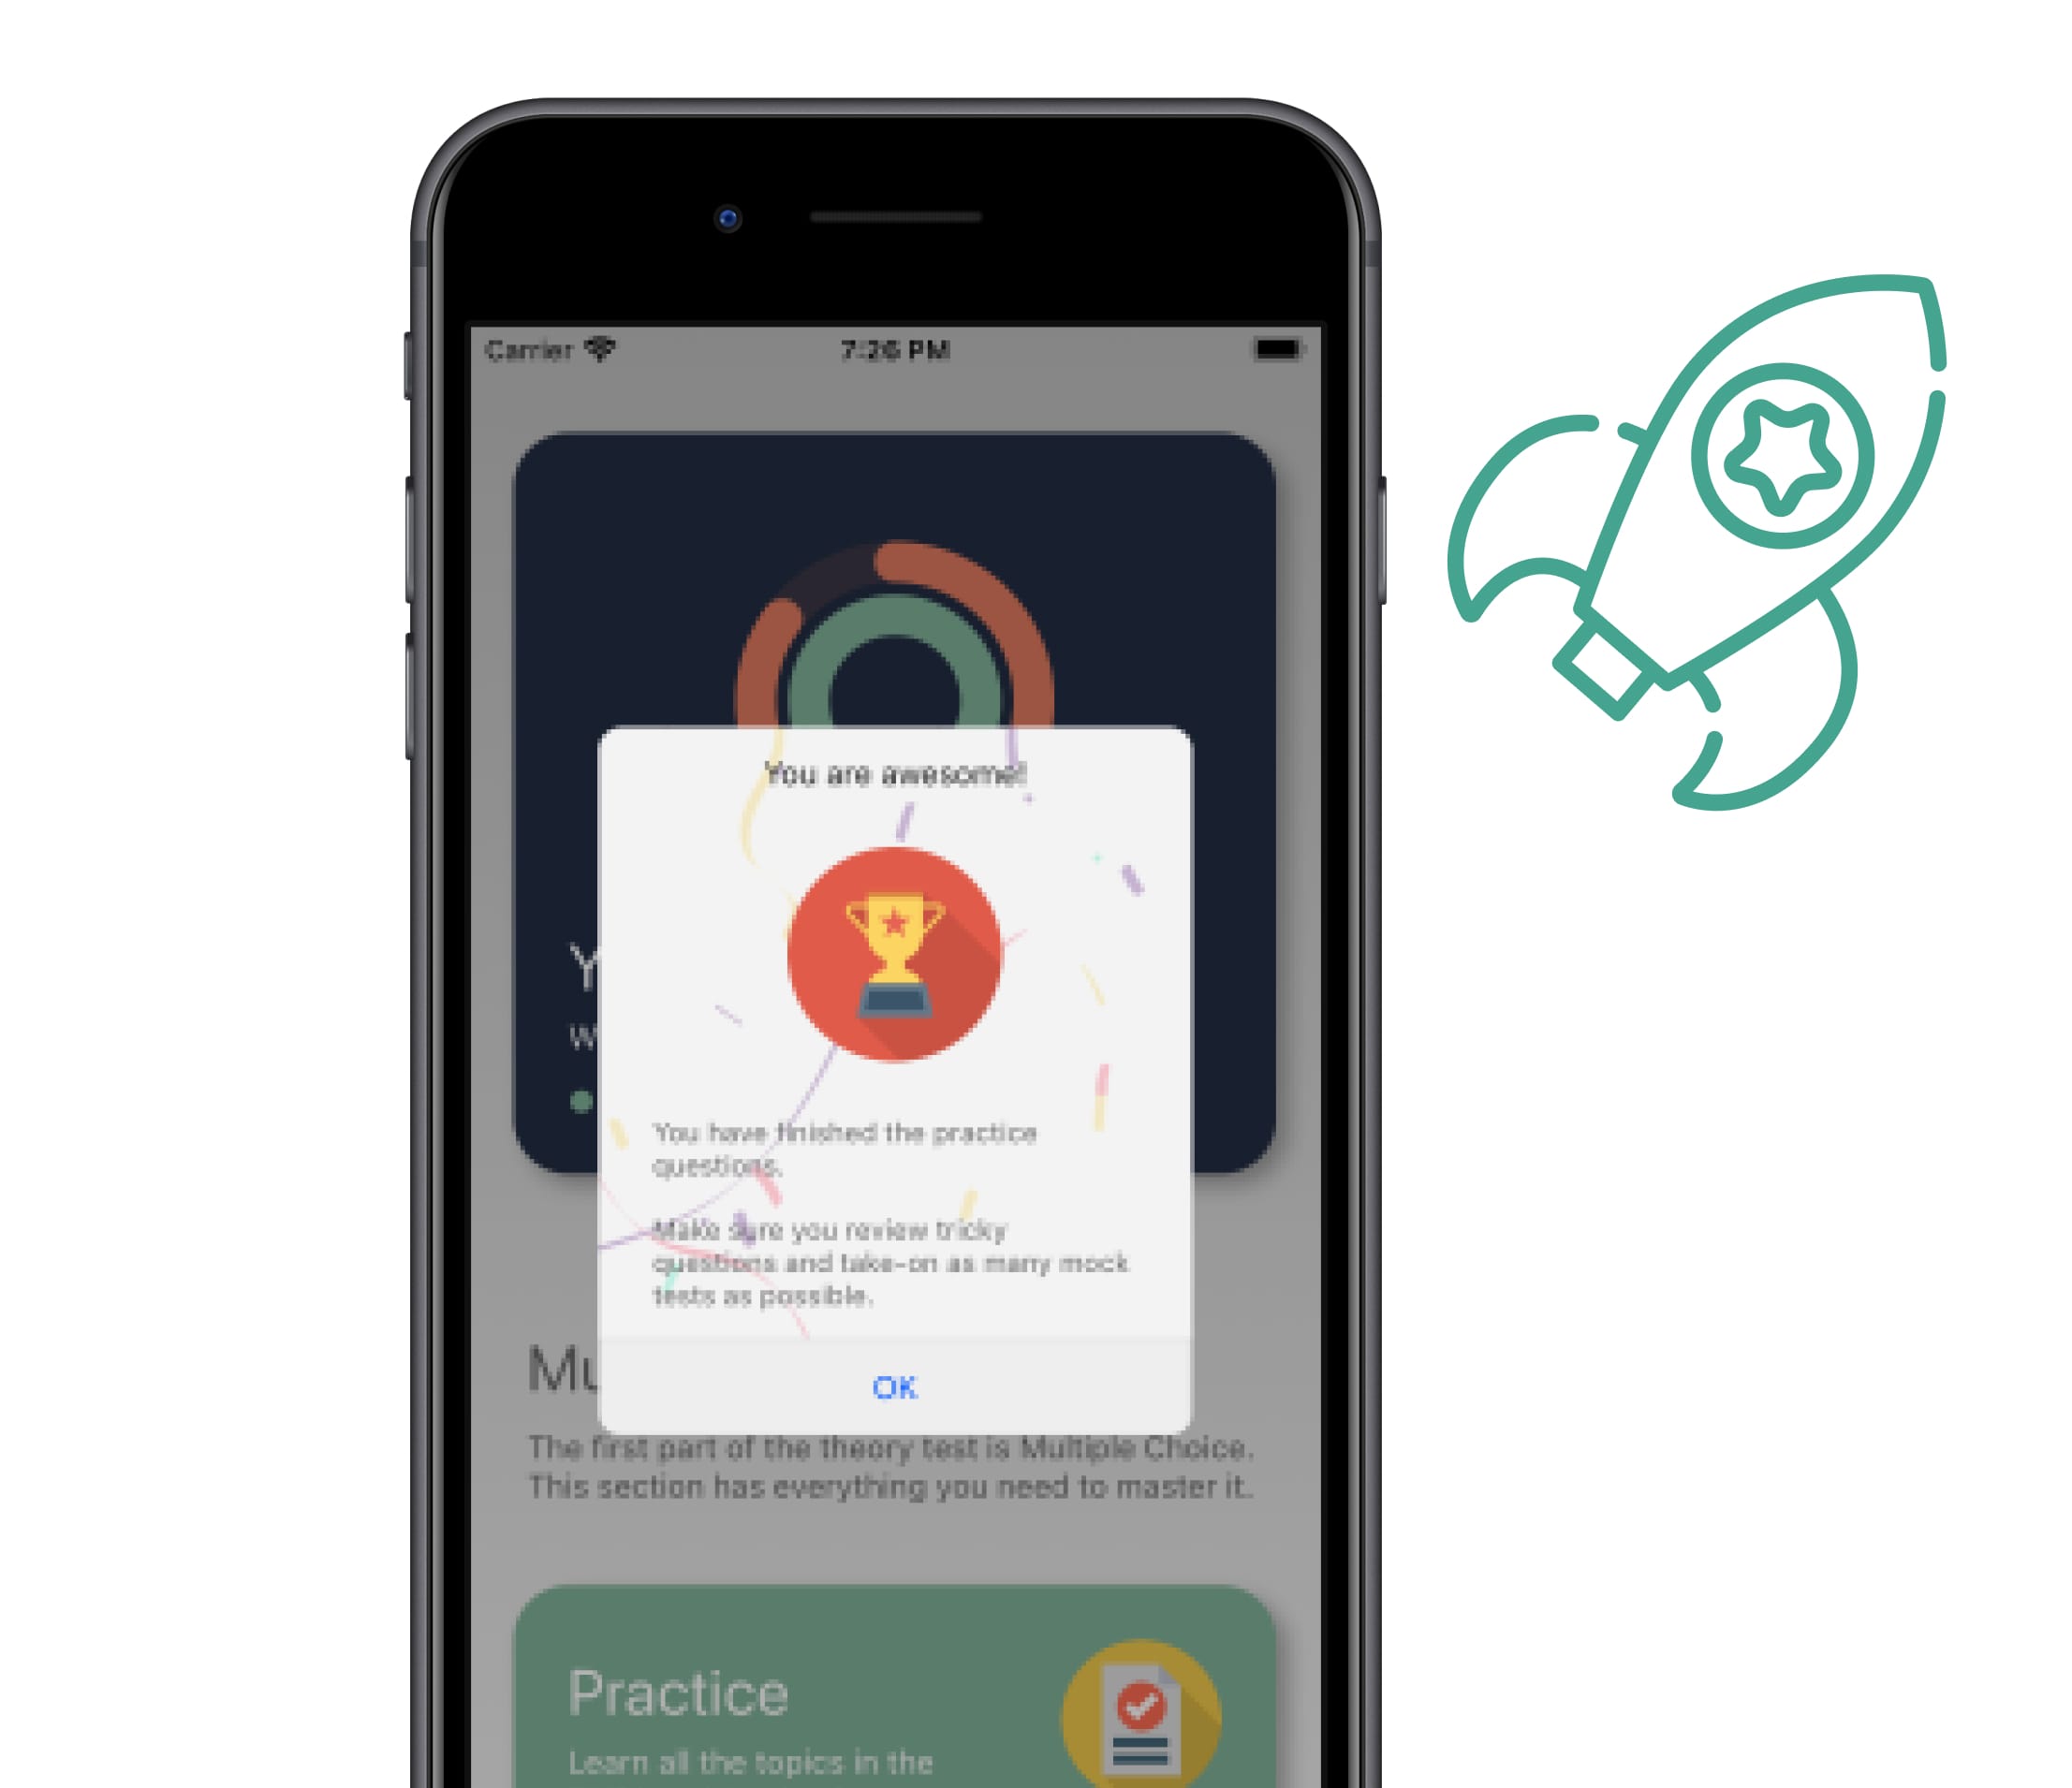 Carrier 7:26 PM
You are awesome!
Y
w
You have finished the practice
questions.
Make sure you review tricky
questions and take-on as many mock
tests as possible.
OK
Mu
The first part of the theory test is Multiple Choice.
This section has everything you need to master it.
Practice
Learn all the topics in the